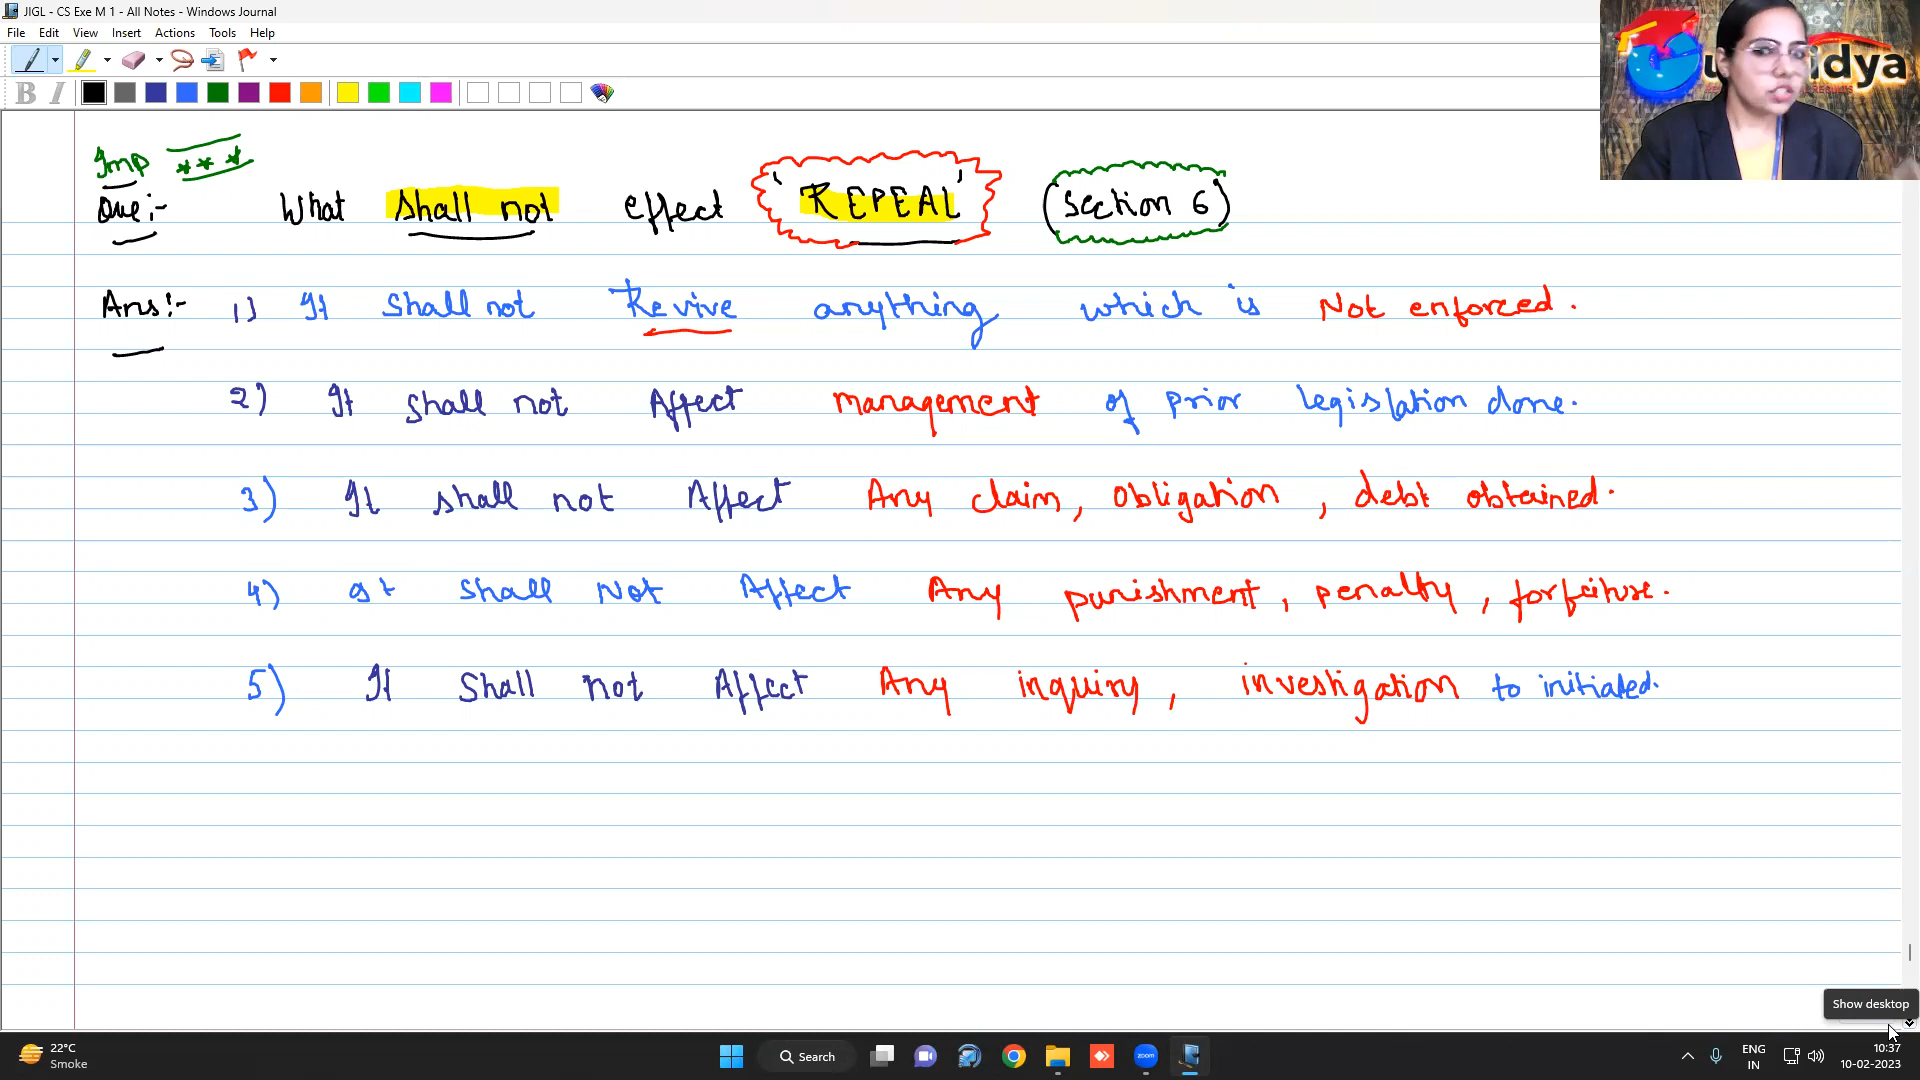 JIGL - CS Exe M 1 - All Notes - Windows Journal
File Edit View Insert Actions Tools Help
B I
idya
Imp ***
Que:- What shall not effect 'REPEAL' (Section 6)
Ans:- 1) It Shall not Revive anything which is Not enforced.
2) It shall not Affect management of prior legislation done.
3) It shall not Affect Any claim, obligation, debt obtained.
4) It Shall Not Affect Any punishment, penalty, forfeiture.
5) It Shall not Affect Any inquiry, investigation to initiated.
Show desktop
22°C
Smoke
Search
zoom
ENG
IN
10:37
10-02-2023